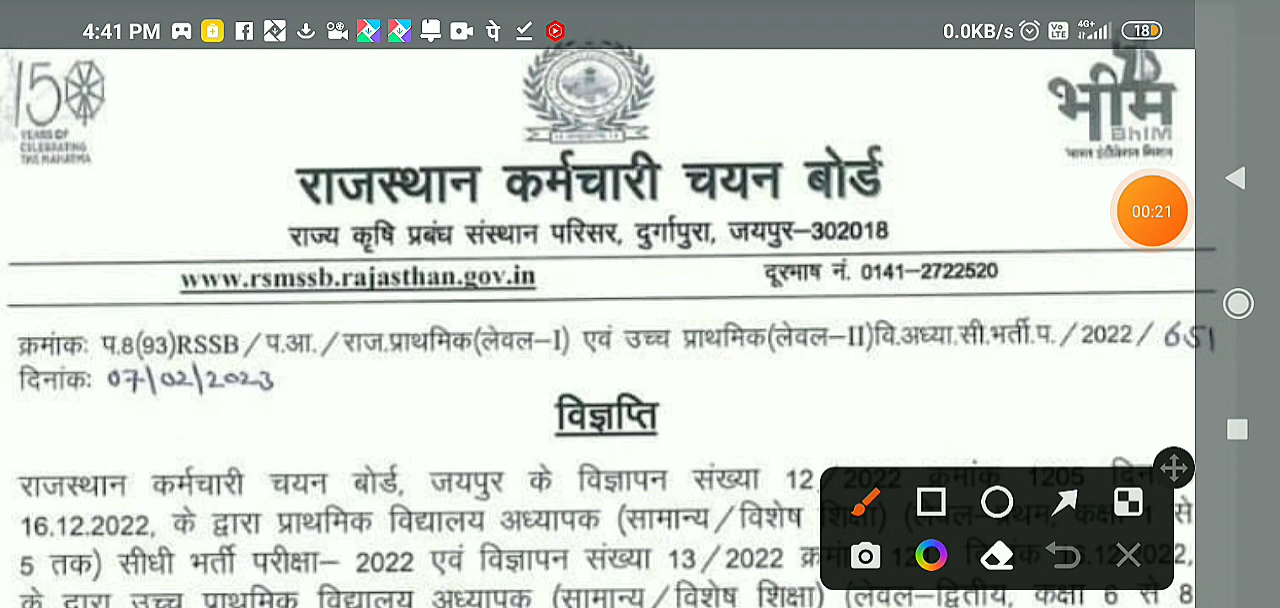 4:41 PM
0.0KB/s
Vo
4G+
18
150
YEARS OF
CELEBRATING
THE MAHATMA
भीम
BHIM
राजस्थान कर्मचारी चयन बोर्ड
राज्य कृषि प्रबंध संस्थान परिसर, दुर्गापुरा, जयपुर–302018
00:21
www.rsmssb.rajasthan.gov.in दूरभाष नं. 0141–2722520
क्रमांकः प.8(93)RSSB/प.आ./राज.प्राथमिक(लेवल–I) एवं उच्च प्राथमिक(लेवल–II)वि.अध्या.सी.भर्ती.प./2022/ 651
दिनांकः 07/02/2023
विज्ञप्ति
राजस्थान कर्मचारी चयन बोर्ड, जयपुर के विज्ञापन संख्या 12/2022 क्रमांक 1205
16.12.2022, के द्वारा प्राथमिक विद्यालय अध्यापक (सामान्य/विशेष शिक्षा) (लेवल–प्रथम, कक्षा 1 से
5 तक) सीधी भर्ती परीक्षा– 2022 एवं विज्ञापन संख्या 13/2022
के द्वारा उच्च प्राथमिक विद्यालय अध्यापक (सामान्य/विशेष शिक्षा) (लेवल–द्वितीय, कक्षा 6 से 8